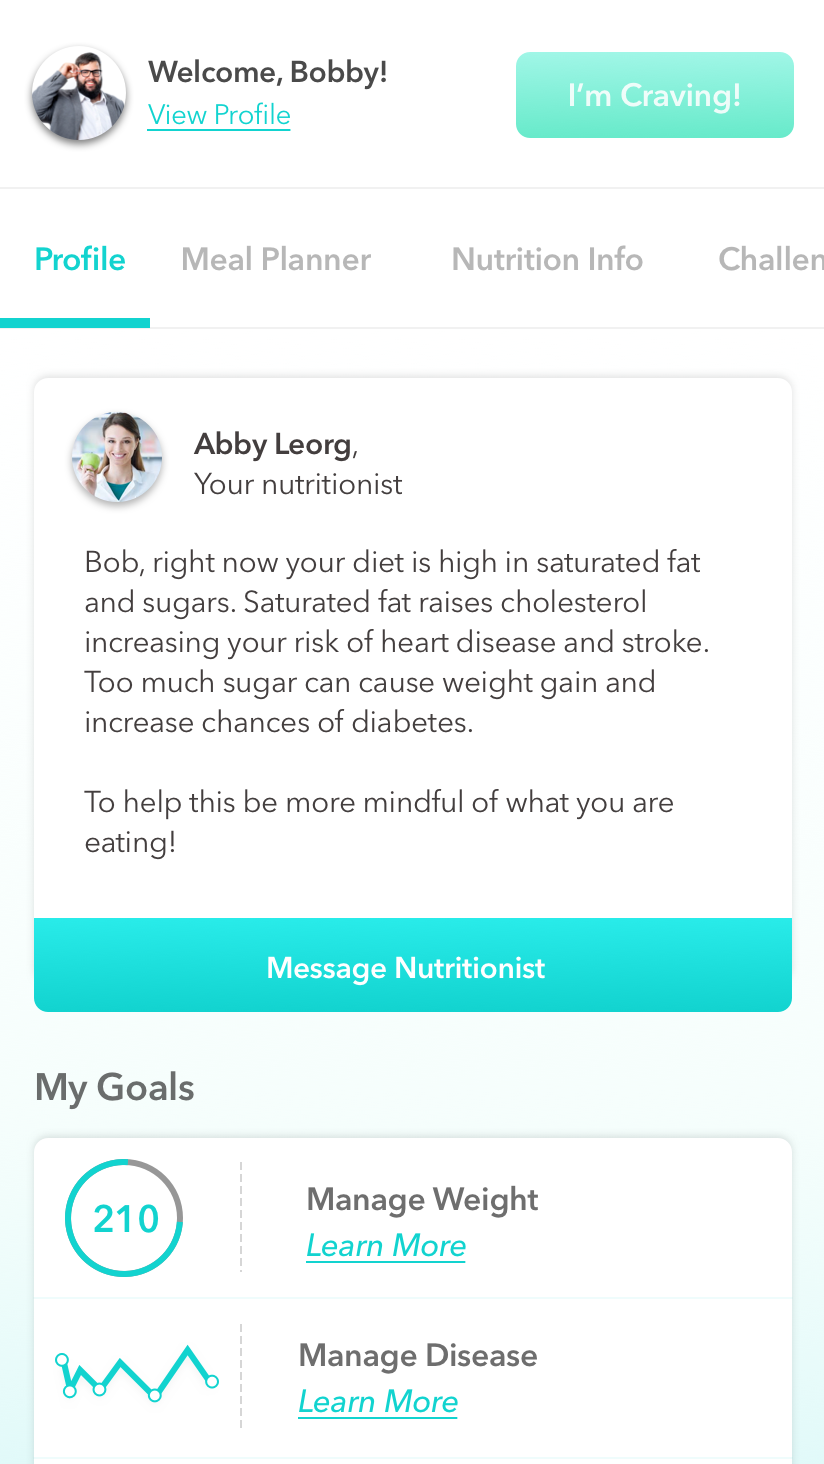 Welcome, Bobby!
View Profile
I’m Craving!
Profile
Meal Planner
Nutrition Info
Challen
Abby Leorg,
Your nutritionist
Bob, right now your diet is high in saturated fat
and sugars. Saturated fat raises cholesterol
increasing your risk of heart disease and stroke.
Too much sugar can cause weight gain and
increase chances of diabetes.
To help this be more mindful of what you are
eating!
Message Nutritionist
My Goals
210
Manage Weight
Learn More
Manage Disease
Learn More